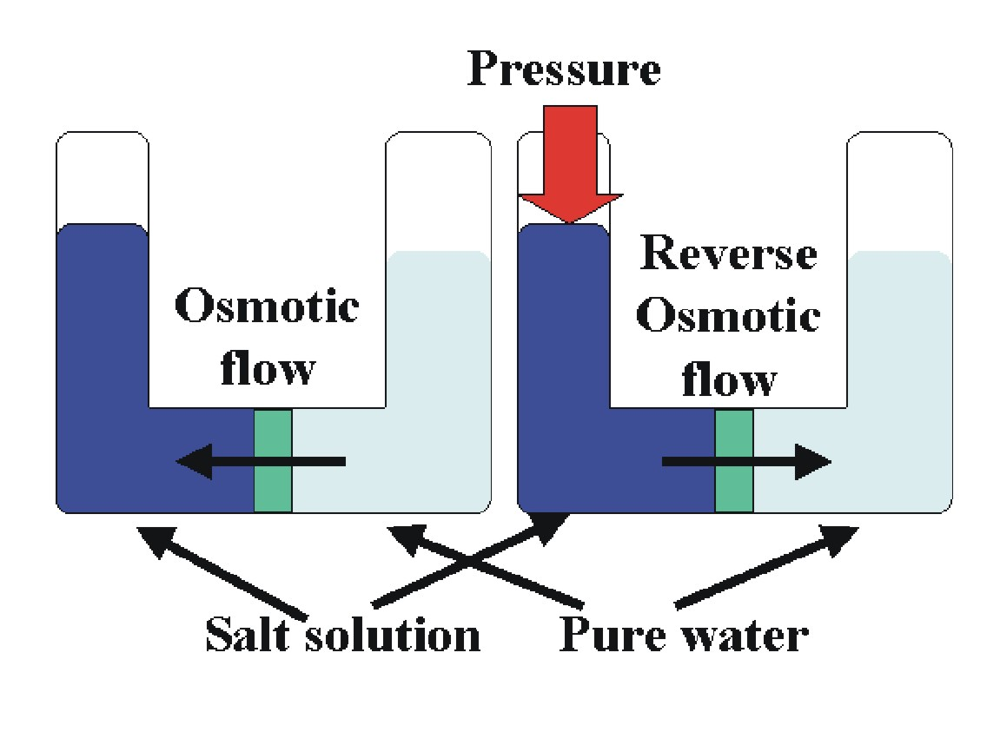 Pressure
Osmotic
flow
Reverse
Osmotic
flow
Salt solution
Pure water